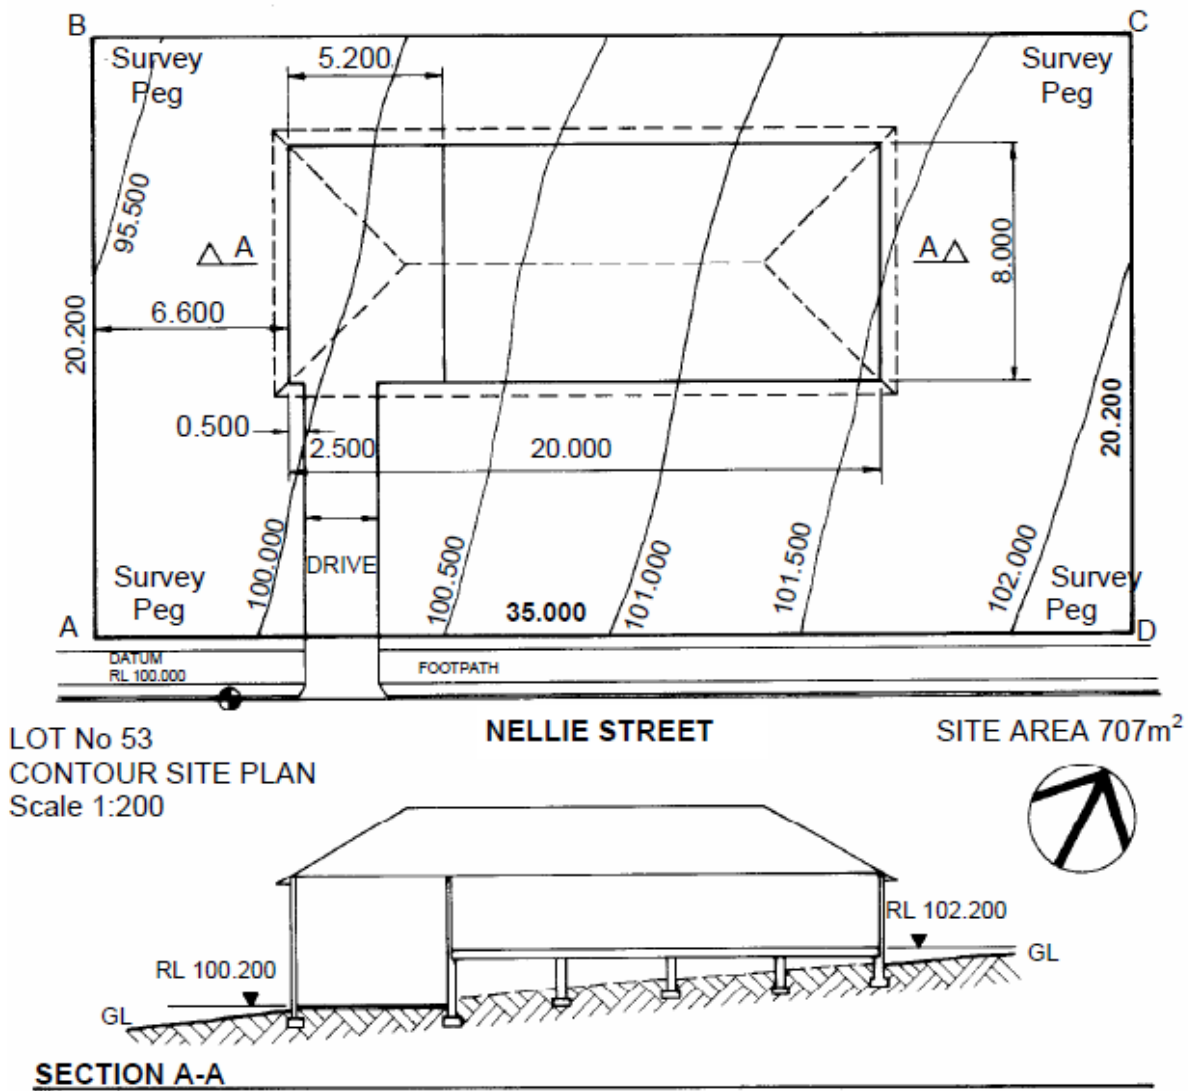 B
C
Survey
Peg
5.200
Survey
Peg
95.500
A
A
8.000
6.600
20.200
0.500
2.500
20.000
20.200
100.000
DRIVE
100.500
101.000
101.500
102.000
Survey
Peg
35.000
Survey
Peg
A
D
DATUM
RL 100.000
FOOTPATH
LOT No 53
NELLIE STREET
SITE AREA 707m²
CONTOUR SITE PLAN
Scale 1:200
RL 102.200
GL
RL 100.200
GL
SECTION A-A